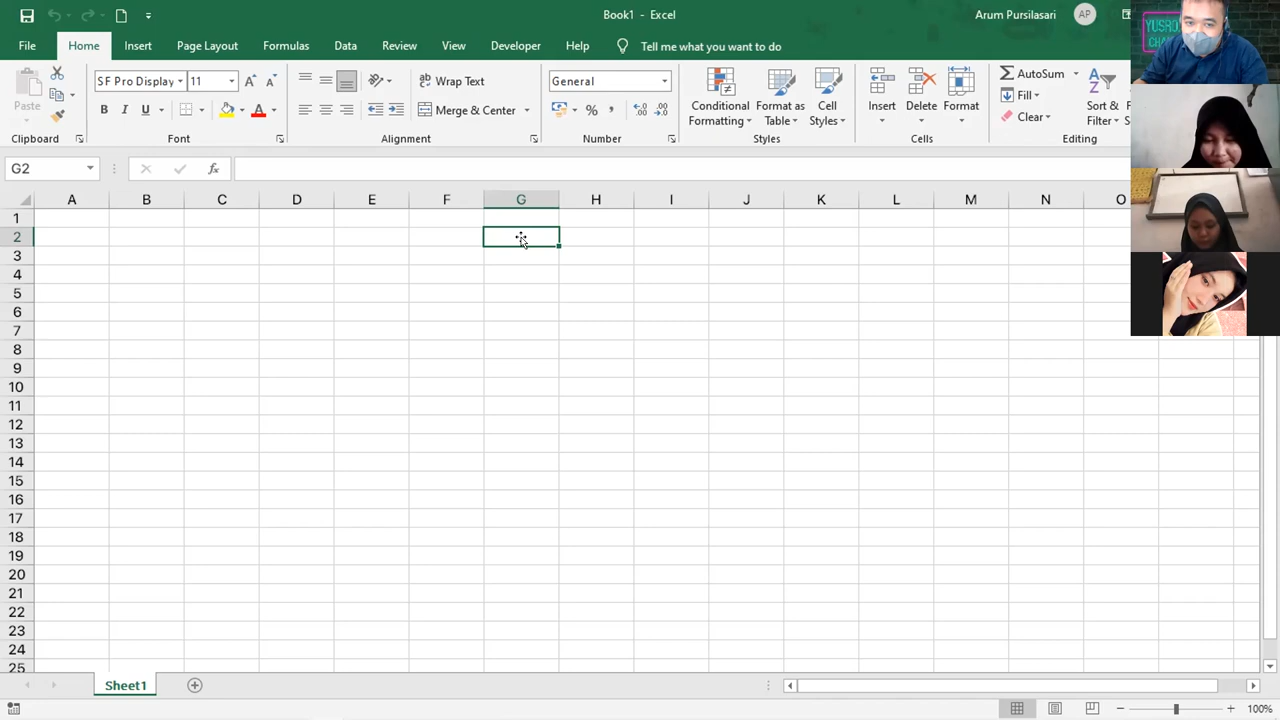 Book1 - Excel
Arum Pursilasari
AP
File Home Insert Page Layout Formulas Data Review View Developer Help Tell me what you want to do
Paste
SF Pro Display 11
Wrap Text
Merge & Center
General
Conditional Formatting
Format as Table
Cell Styles
Insert
Delete
Format
AutoSum
Fill
Clear
Sort &
Filter
Clipboard Font Alignment Number Styles Cells Editing
G2
fx
A B C D E F G H I J K L M N O
1
2
3
4
5
6
7
8
9
10
11
12
13
14
15
16
17
18
19
20
21
22
23
24
25
Sheet1
100%